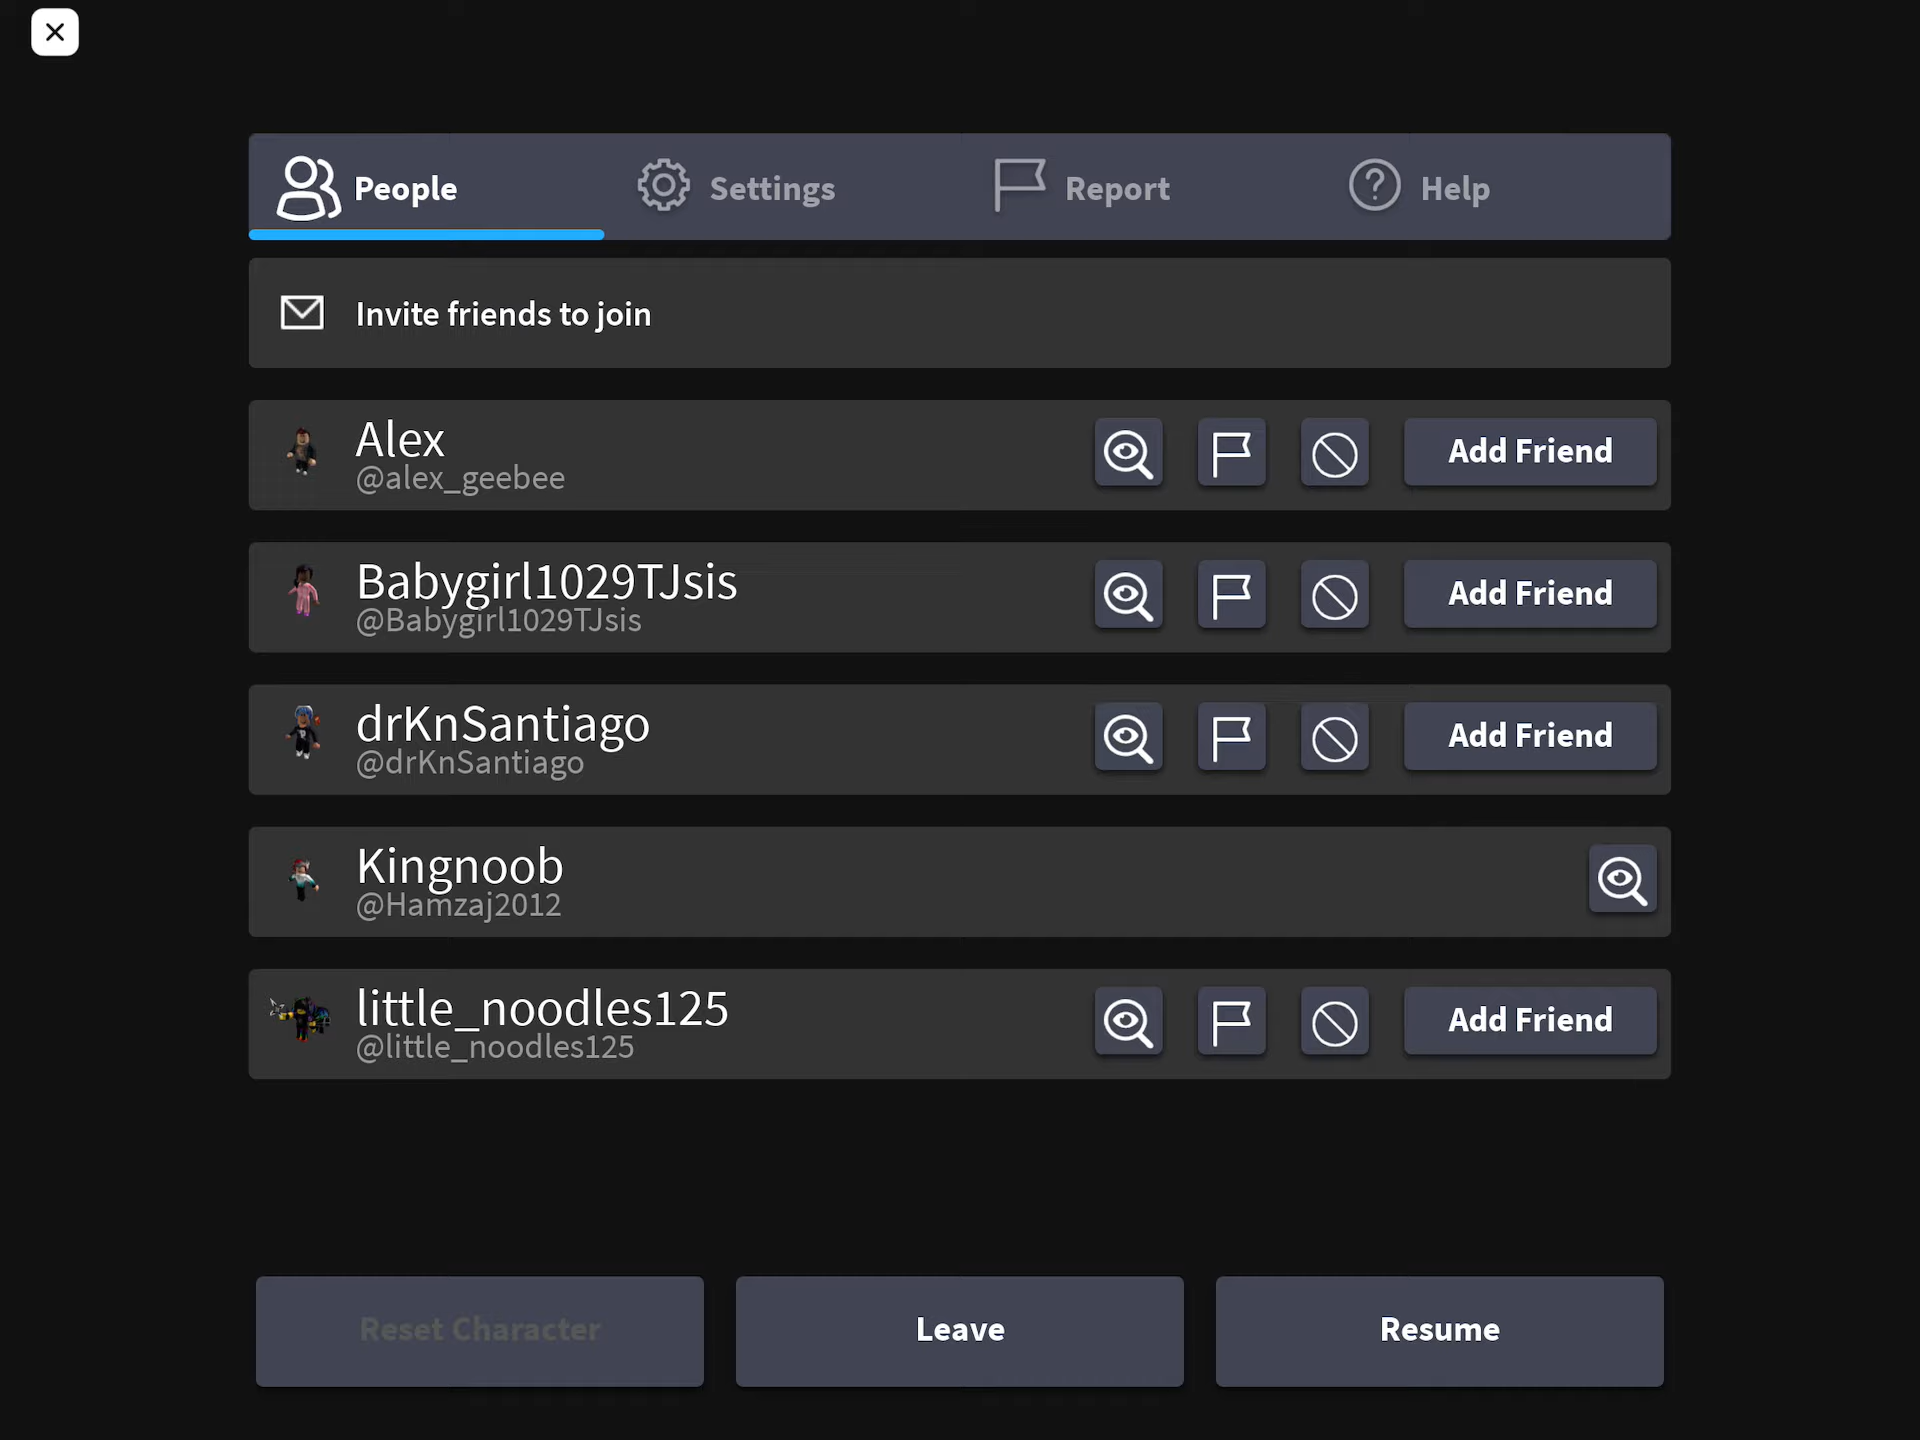 People
Settings
Report
Help
Invite friends to join
Alex
@alex_geebee
Add Friend
Babygirl1029TJsis
@Babygirl1029TJsis
Add Friend
drKnSantiago
@drKnSantiago
Add Friend
Kingnoob
@Hamzaj2012
little_noodles125
@little_noodles125
Add Friend
Reset Character
Leave
Resume